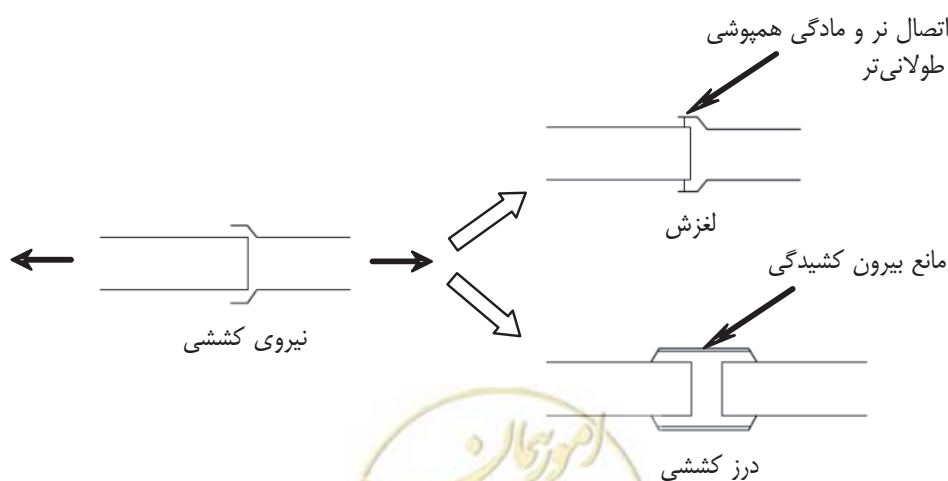 اتصال نر و مادگی همپوشی
طولانی‌تر
لغزش
مانع بیرون کشیدگی
نیروی کششی
درز کششی